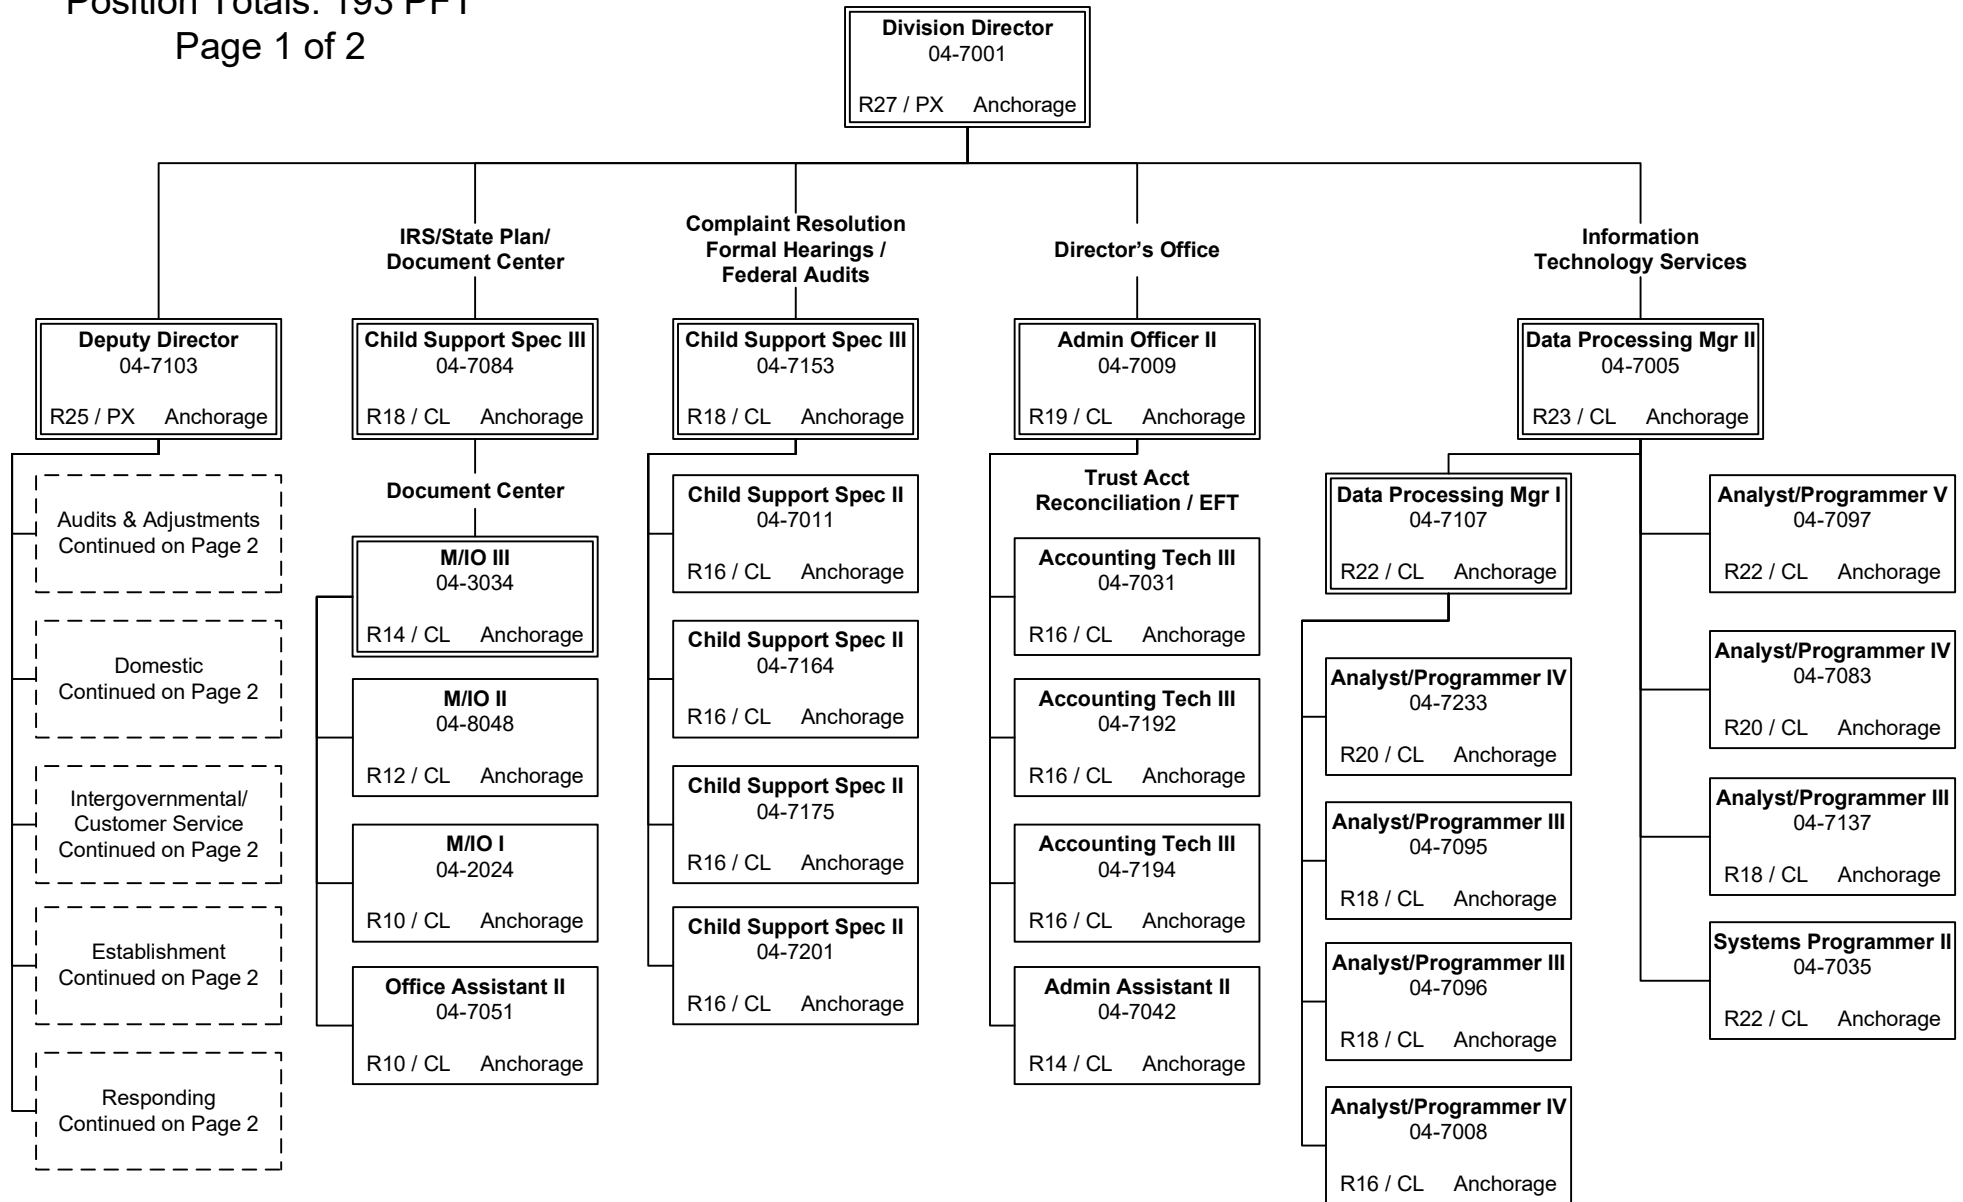 Position Totals: 193 PFT
Page 1 of 2
Division Director
04-7001
R27 / PX Anchorage
Deputy Director
04-7103
R25 / PX Anchorage
Audits & Adjustments
Continued on Page 2
Domestic
Continued on Page 2
Intergovernmental/
Customer Service
Continued on Page 2
Establishment
Continued on Page 2
Responding
Continued on Page 2
IRS/State Plan/
Document Center
Child Support Spec III
04-7084
R18 / CL Anchorage
Document Center
M/IO III
04-3034
R14 / CL Anchorage
M/IO II
04-8048
R12 / CL Anchorage
M/IO I
04-2024
R10 / CL Anchorage
Office Assistant II
04-7051
R10 / CL Anchorage
Complaint Resolution
Formal Hearings /
Federal Audits
Child Support Spec III
04-7153
R18 / CL Anchorage
Child Support Spec II
04-7011
R16 / CL Anchorage
Child Support Spec II
04-7164
R16 / CL Anchorage
Child Support Spec II
04-7175
R16 / CL Anchorage
Child Support Spec II
04-7201
R16 / CL Anchorage
Director’s Office
Admin Officer II
04-7009
R19 / CL Anchorage
Trust Acct
Reconciliation / EFT
Accounting Tech III
04-7031
R16 / CL Anchorage
Accounting Tech III
04-7192
R16 / CL Anchorage
Accounting Tech III
04-7194
R16 / CL Anchorage
Admin Assistant II
04-7042
R14 / CL Anchorage
Information
Technology Services
Data Processing Mgr II
04-7005
R23 / CL Anchorage
Data Processing Mgr I
04-7107
R22 / CL Anchorage
Analyst/Programmer IV
04-7233
R20 / CL Anchorage
Analyst/Programmer III
04-7095
R18 / CL Anchorage
Analyst/Programmer III
04-7096
R18 / CL Anchorage
Analyst/Programmer IV
04-7008
R16 / CL Anchorage
Analyst/Programmer V
04-7097
R22 / CL Anchorage
Analyst/Programmer IV
04-7083
R20 / CL Anchorage
Analyst/Programmer III
04-7137
R18 / CL Anchorage
Systems Programmer II
04-7035
R22 / CL Anchorage